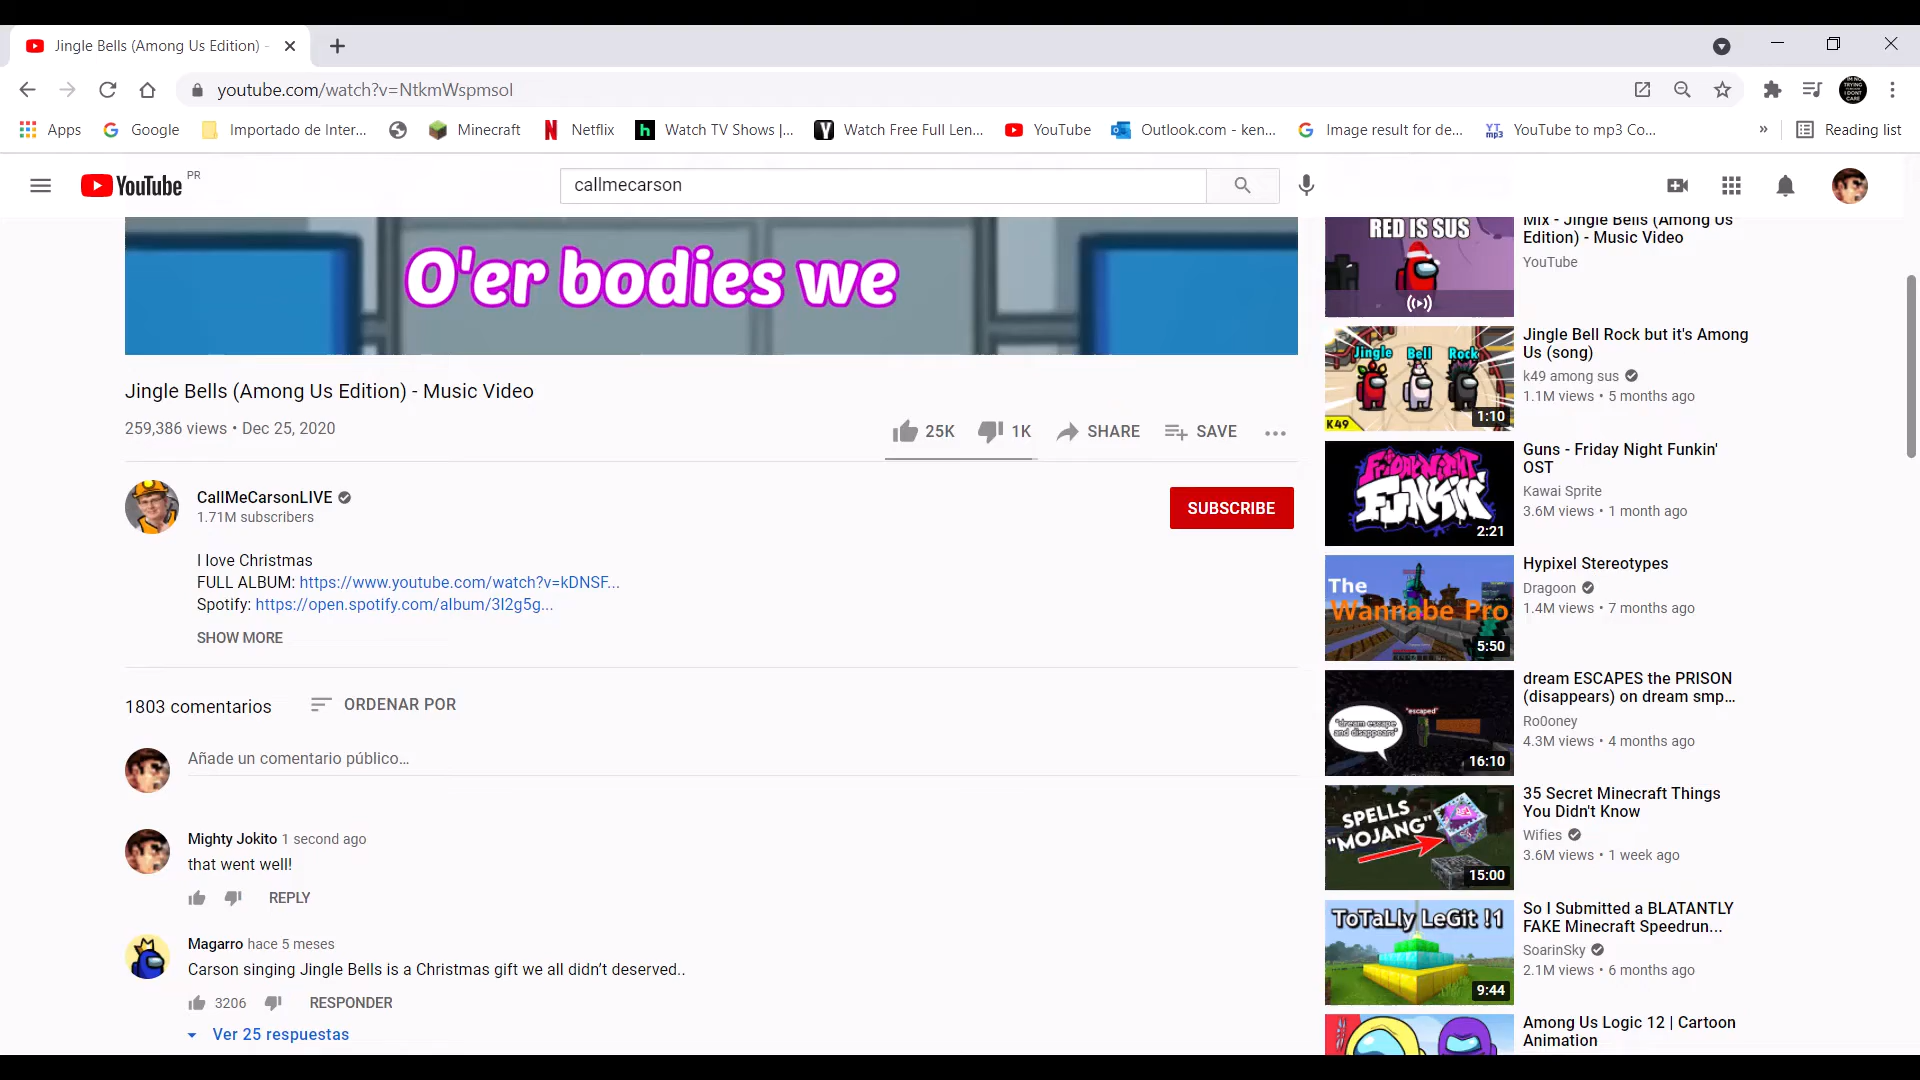 Jingle Bells (Among Us Edition) -
youtube.com/watch?v=NtkmWspmsol
Apps
Google
Importado de Inter...
Minecraft
Netflix
Watch TV Shows |...
Watch Free Full Len...
YouTube
Outlook.com - ken...
Image result for de...
YouTube to mp3 Co...
»
Reading list
YouTube PR
callmecarson
O'er bodies we
Jingle Bells (Among Us Edition) - Music Video
259,386 views • Dec 25, 2020
25K
1K
SHARE
SAVE
CallMeCarsonLIVE
1.71M subscribers
SUBSCRIBE
I love Christmas
FULL ALBUM: https://www.youtube.com/watch?v=kDNSF...
Spotify: https://open.spotify.com/album/3l2g5g...
SHOW MORE
1803 comentarios
ORDENAR POR
Añade un comentario público...
Mighty Jokito 1 second ago
that went well!
REPLY
Magarro hace 5 meses
Carson singing Jingle Bells is a Christmas gift we all didn't deserved..
3206
RESPONDER
Ver 25 respuestas
RED IS SUS
Mix - Jingle Bells (Among Us
Edition) - Music Video
YouTube
Jingle Bell Rock
K49
1:10
Jingle Bell Rock but it's Among
Us (song)
k49 among sus
1.1M views • 5 months ago
FRIDAY NIGHT
FUNKIN'
2:21
Guns - Friday Night Funkin'
OST
Kawai Sprite
3.6M views • 1 month ago
The
Wannabe Pro
5:50
Hypixel Stereotypes
Dragoon
1.4M views • 7 months ago
"escaped"
"dream escape
and disappears"
16:10
dream ESCAPES the PRISON
(disappears) on dream smp...
Ro0oney
4.3M views • 4 months ago
SPELLS
"MOJANG"
15:00
35 Secret Minecraft Things
You Didn't Know
Wifies
3.6M views • 1 week ago
ToTaLly LeGit !1
9:44
So I Submitted a BLATANTLY
FAKE Minecraft Speedrun...
SoarinSky
2.1M views • 6 months ago
Among Us Logic 12 | Cartoon
Animation